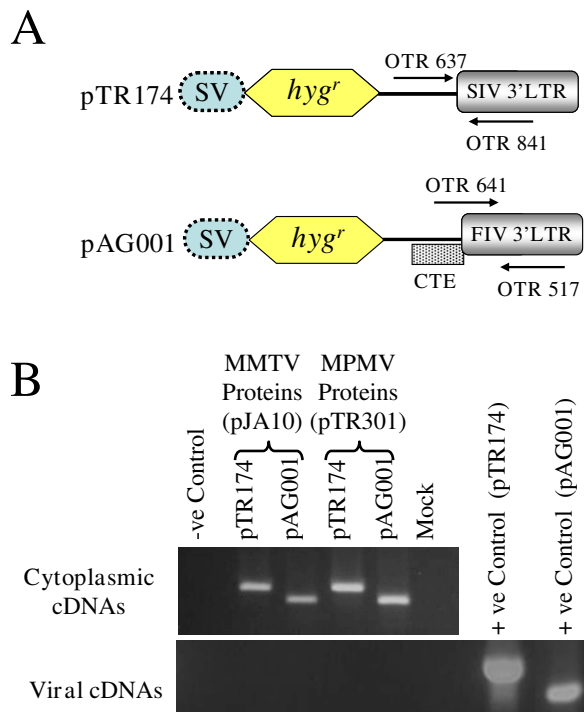 A
pTR174
SV
hyg^r
OTR 637
SIV 3'LTR
OTR 841
pAG001
SV
hyg^r
OTR 641
FIV 3'LTR
CTE
OTR 517
B
MMTV
Proteins
(pJA10)
MPMV
Proteins
(pTR301)
-ve Control
pTR174
pAG001
pTR174
pAG001
Mock
+ ve Control (pTR174)
+ ve Control (pAG001)
Cytoplasmic
cDNAs
Viral cDNAs